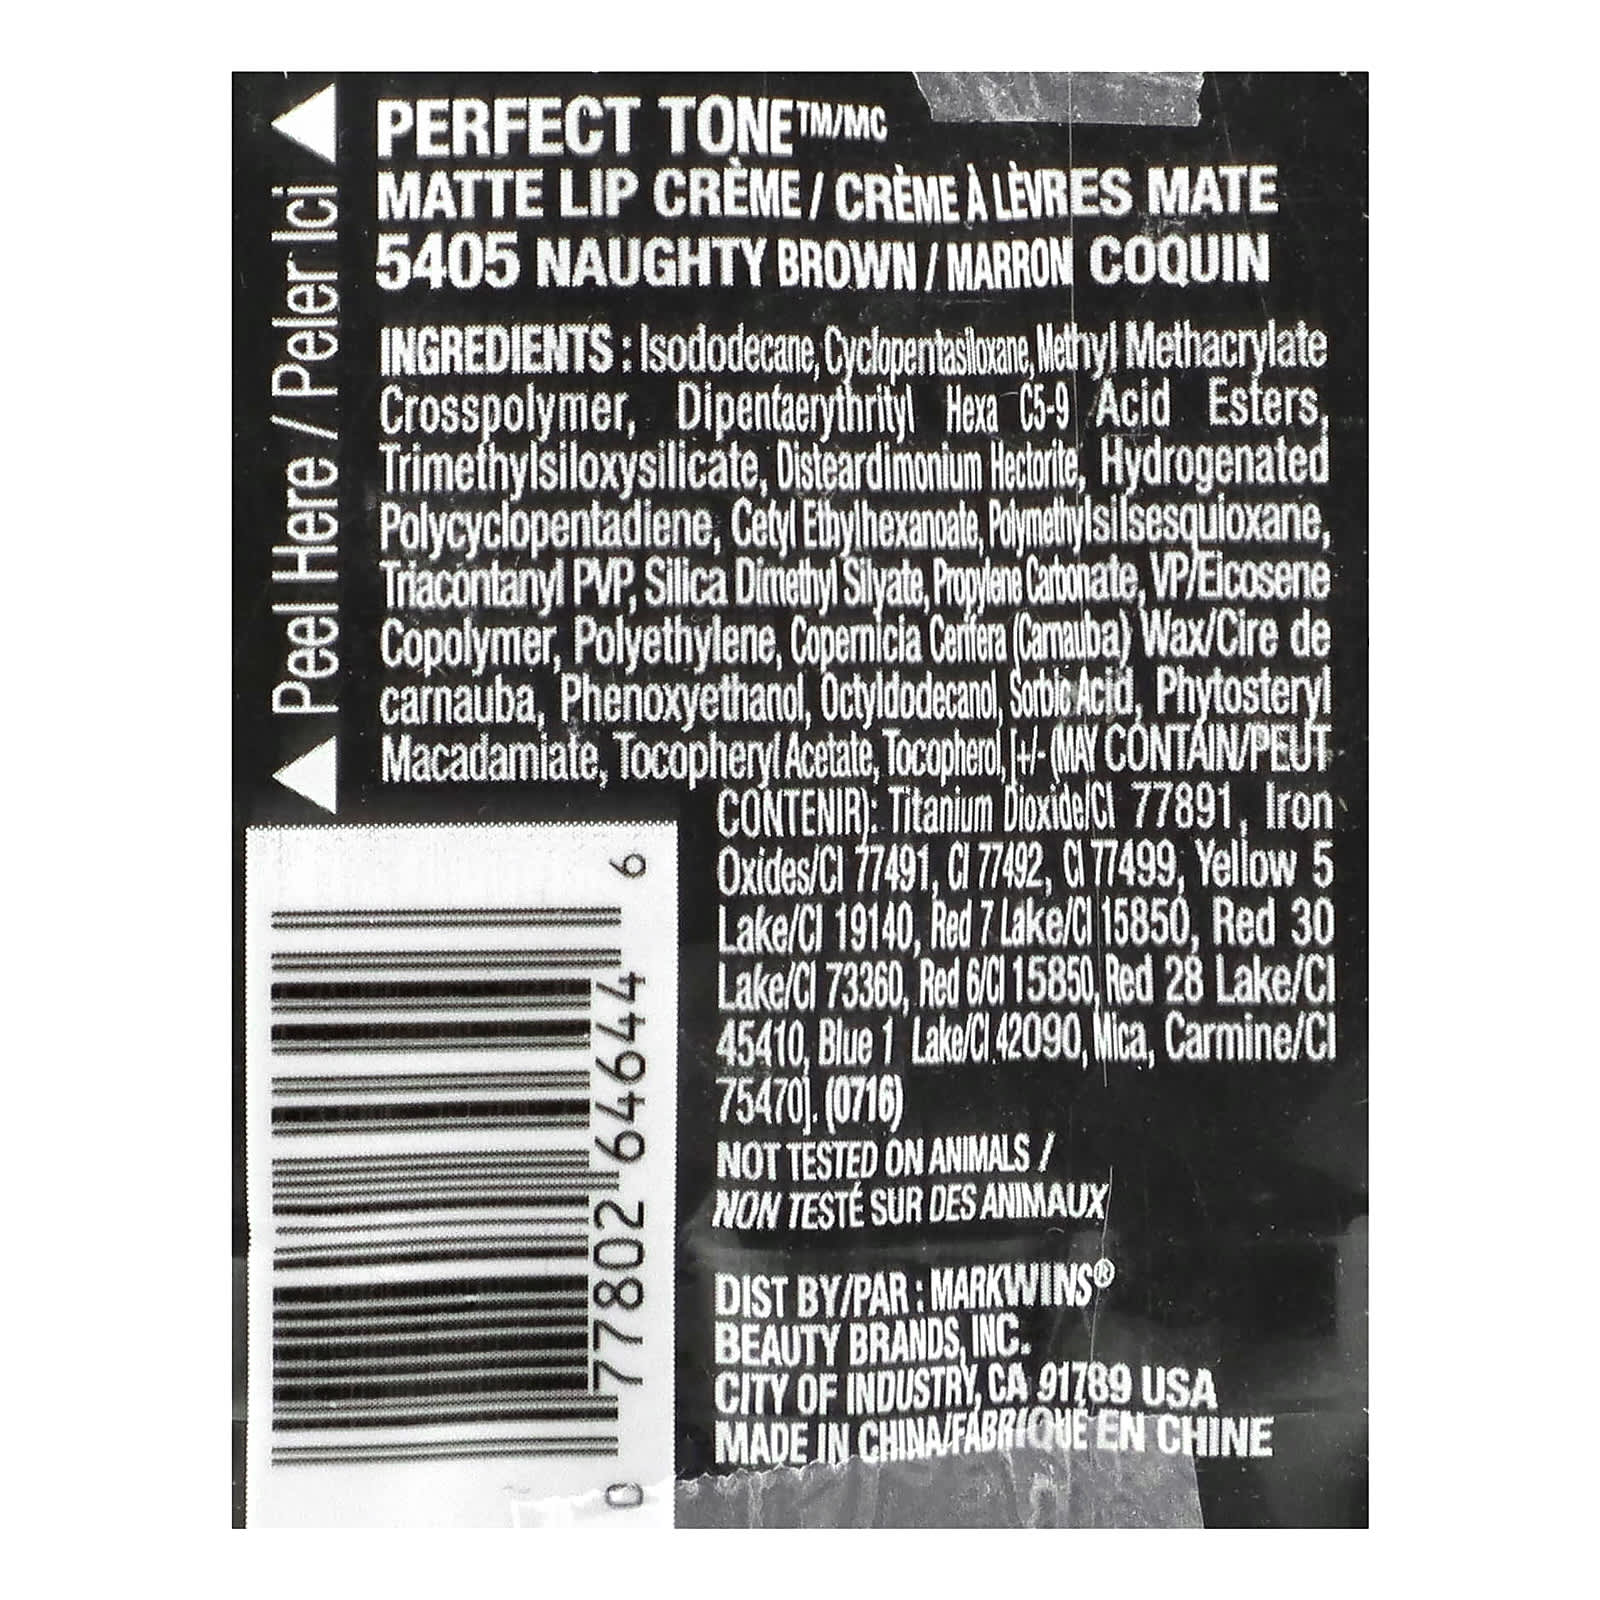 PERFECT TONE™/MC
MATTE LIP CRÈME / CRÈME À LÈVRES MATE
5405 NAUGHTY BROWN / MARRON COQUIN
Peel Here / Peler Ici
INGREDIENTS : Isododecane, Cyclopentasiloxane, Methyl Methacrylate
Crosspolymer, Dipentaerythrityl Hexa C5-9 Acid Esters,
Trimethylsiloxysilicate, Disteardimonium Hectorite, Hydrogenated
Polycyclopentadiene, Cetyl Ethylhexanoate, Polymethylsilsesquioxane,
Triacontanyl PVP, Silica Dimethyl Silyate, Propylene Carbonate, VP/Eicosene
Copolymer, Polyethylene, Copernicia Cerifera (Carnauba) Wax/Cire de
carnauba, Phenoxyethanol, Octyldodecanol, Sorbic Acid, Phytosteryl
Macadamiate, Tocopheryl Acetate, Tocopherol, [+/- (MAY CONTAIN/PEUT
CONTENIR): Titanium Dioxide/CI 77891, Iron
Oxides/CI 77491, CI 77492, CI 77499, Yellow 5
Lake/CI 19140, Red 7 Lake/CI 15850, Red 30
Lake/CI 73360, Red 6/CI 15850, Red 28 Lake/CI
45410, Blue 1 Lake/CI 42090, Mica, Carmine/CI
75470]. (0716)
NOT TESTED ON ANIMALS /
NON TESTÉ SUR DES ANIMAUX
DIST BY/PAR : MARKWINS®
BEAUTY BRANDS, INC.
CITY OF INDUSTRY, CA 91789 USA
MADE IN CHINA/FABRIQUÉ EN CHINE
0 77802 64644 6